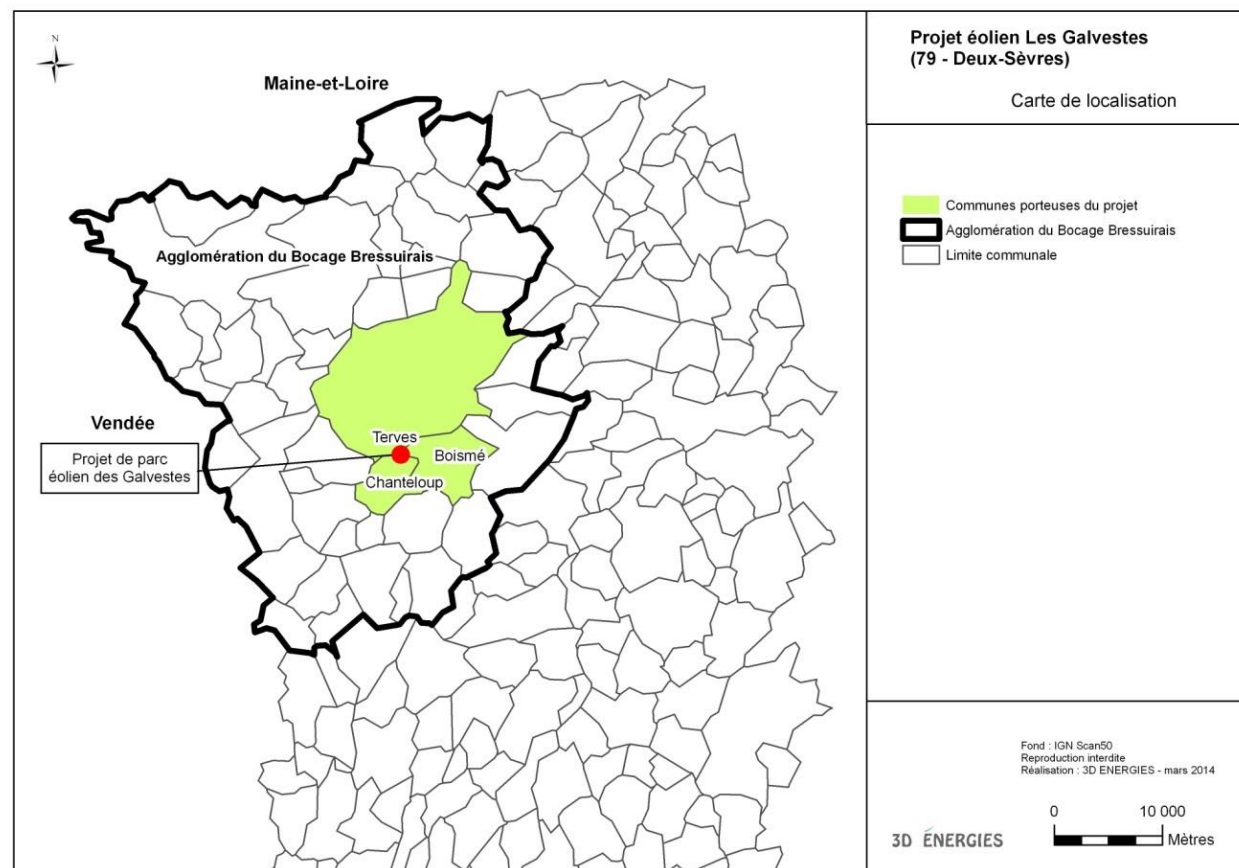 N
Maine-et-Loire
Agglomération du Bocage Bressuirais
Vendée
Projet de parc
éolien des Galvestes
Terves
Boismé
Chanteloup
Projet éolien Les Galvestes
(79 - Deux-Sèvres)
Carte de localisation
Communes porteuses du projet
Agglomération du Bocage Bressuirais
Limite communale
Fond : IGN Scan50
Reproduction interdite
Réalisation : 3D ENERGIES - mars 2014
3D ÉNERGIES
0 10 000
Mètres